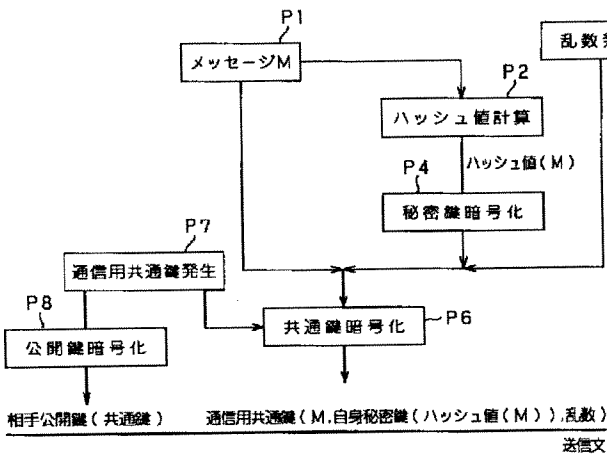 P1
メッセージM
乱数
P2
ハッシュ値計算
ハッシュ値(M)
P4
秘密鍵暗号化
P7
通信用共通鍵発生
P8
公開鍵暗号化
共通鍵暗号化
P6
相手公開鍵(共通鍵) 通信用共通鍵(M,自身秘密鍵(ハッシュ値(M)),乱数)
送信文